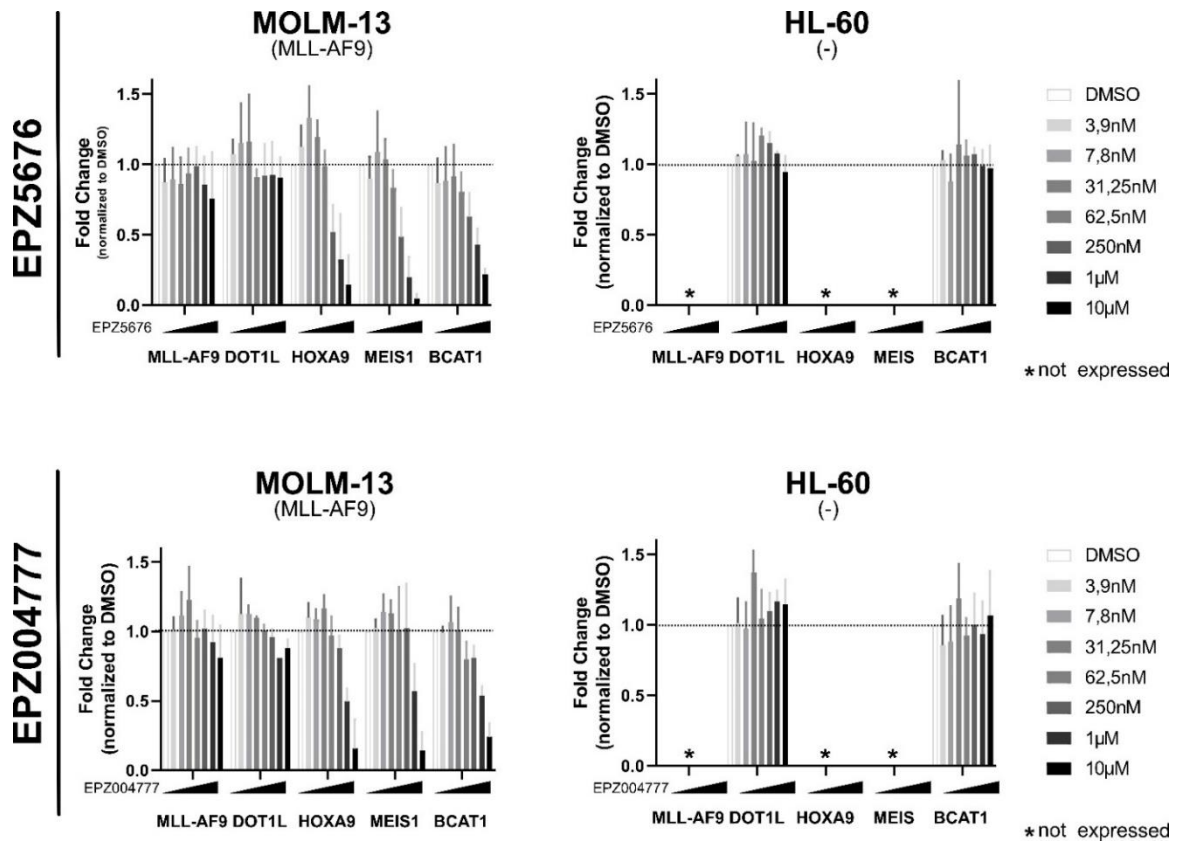 EPZ5676
MOLM-13
(MLL-AF9)
Fold Change
(normalized to DMSO)
1.5
1.0
0.5
0.0
EPZ5676
MLL-AF9 DOT1L HOXA9 MEIS1 BCAT1
HL-60
(-)
Fold Change
(normalized to DMSO)
1.5
1.0
0.5
0.0
* * *
EPZ5676
MLL-AF9 DOT1L HOXA9 MEIS BCAT1
DMSO
3,9nM
7,8nM
31,25nM
62,5nM
250nM
1µM
10µM
* not expressed
EPZ004777
MOLM-13
(MLL-AF9)
Fold Change
(normalized to DMSO)
1.5
1.0
0.5
0.0
EPZ004777
MLL-AF9 DOT1L HOXA9 MEIS1 BCAT1
HL-60
(-)
Fold Change
(normalized to DMSO)
1.5
1.0
0.5
0.0
* * *
EPZ004777
MLL-AF9 DOT1L HOXA9 MEIS BCAT1
DMSO
3,9nM
7,8nM
31,25nM
62,5nM
250nM
1µM
10µM
* not expressed